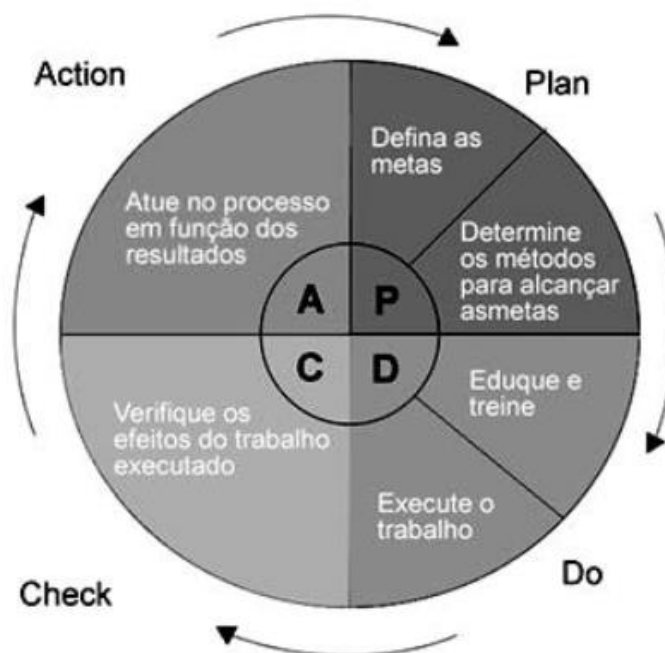 Action
Plan
Defina as
metas
Atue no processo
em função dos
resultados
Determine
os métodos
para alcançar
asmetas
A
P
C
D
Eduque e
treine
Verifique os
efeitos do trabalho
executado
Execute o
trabalho
Check
Do